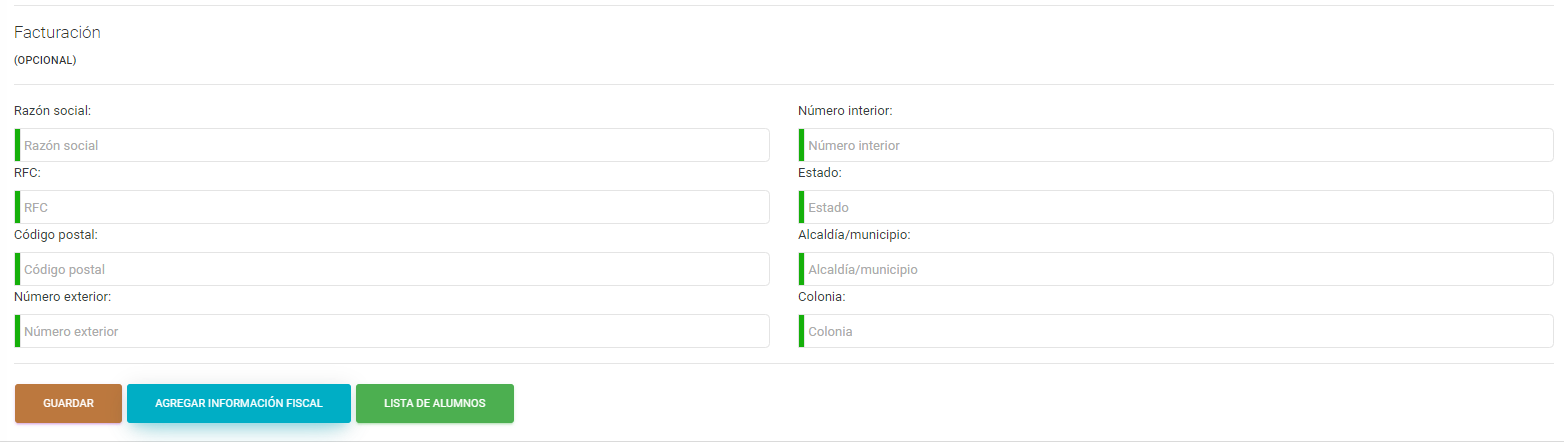 Facturación
(OPCIONAL)
Razón social:
Razón social
RFC:
RFC
Código postal:
Código postal
Número exterior:
Número exterior
Número interior:
Número interior
Estado:
Estado
Alcaldía/municipio:
Alcaldía/municipio
Colonia:
Colonia
GUARDAR
AGREGAR INFORMACIÓN FISCAL
LISTA DE ALUMNOS